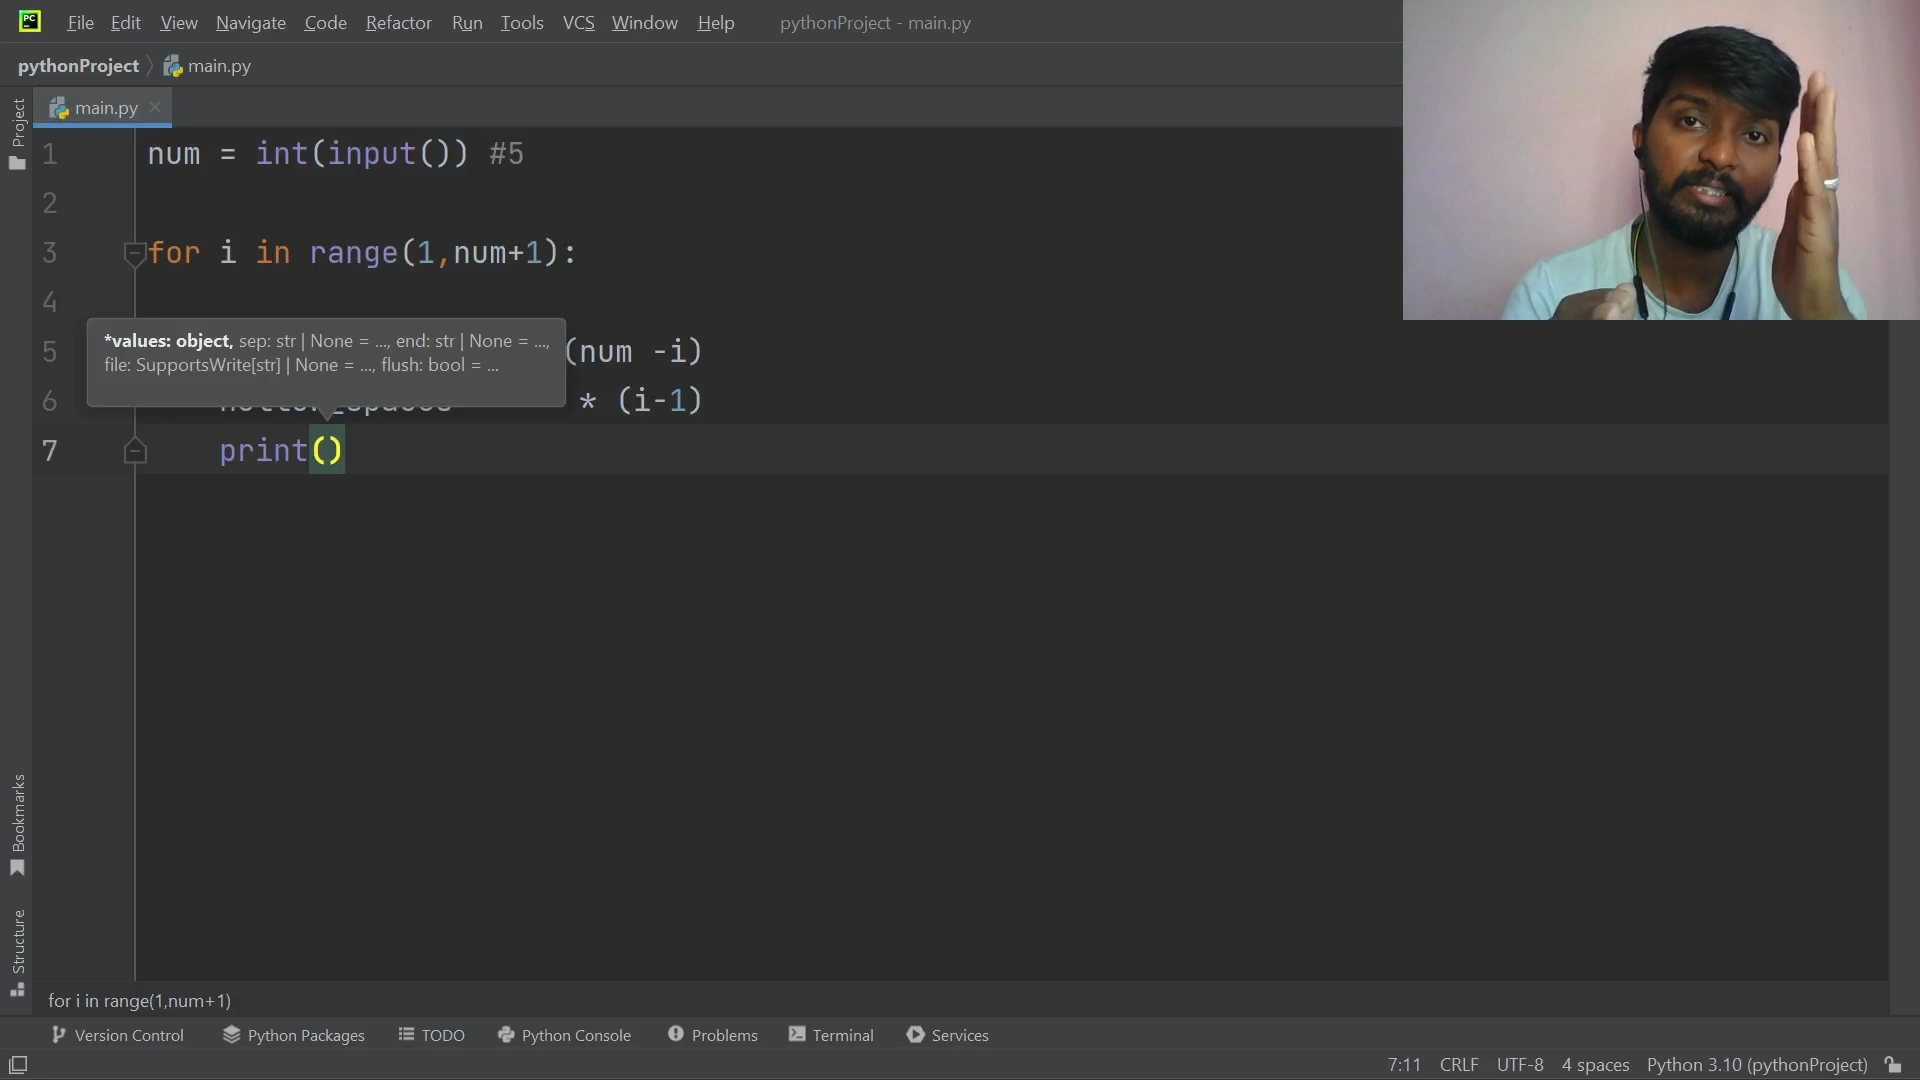 PC
File Edit View Navigate Code Refactor Run Tools VCS Window Help pythonProject - main.py
pythonProject main.py
main.py
Project
1 num = int(input()) #5
2
3 for i in range(1,num+1):
4
*values: object, sep: str | None = ..., end: str | None = ...,
file: SupportsWrite[str] | None = ..., flush: bool = ...
5 (num -i)
6 * (i-1)
7 print()
Bookmarks
Structure
for i in range(1,num+1)
Version Control Python Packages TODO Python Console Problems Terminal Services
7:11 CRLF UTF-8 4 spaces Python 3.10 (pythonProject)